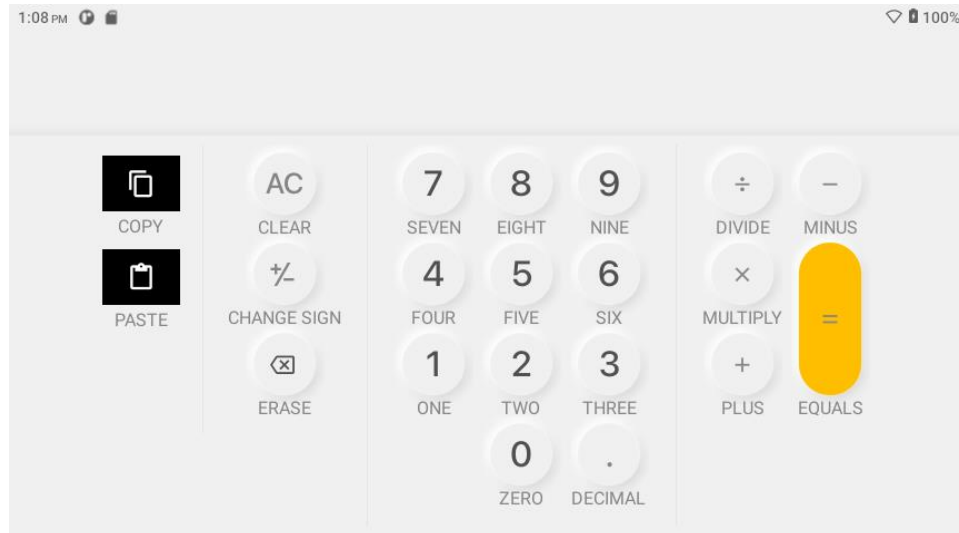 1:08 PM 100%
AC 7 8 9 ÷ −
COPY CLEAR SEVEN EIGHT NINE DIVIDE MINUS
+/− 4 5 6 × =
PASTE CHANGE SIGN FOUR FIVE SIX MULTIPLY
1 2 3 +
ERASE ONE TWO THREE PLUS EQUALS
0 .
ZERO DECIMAL